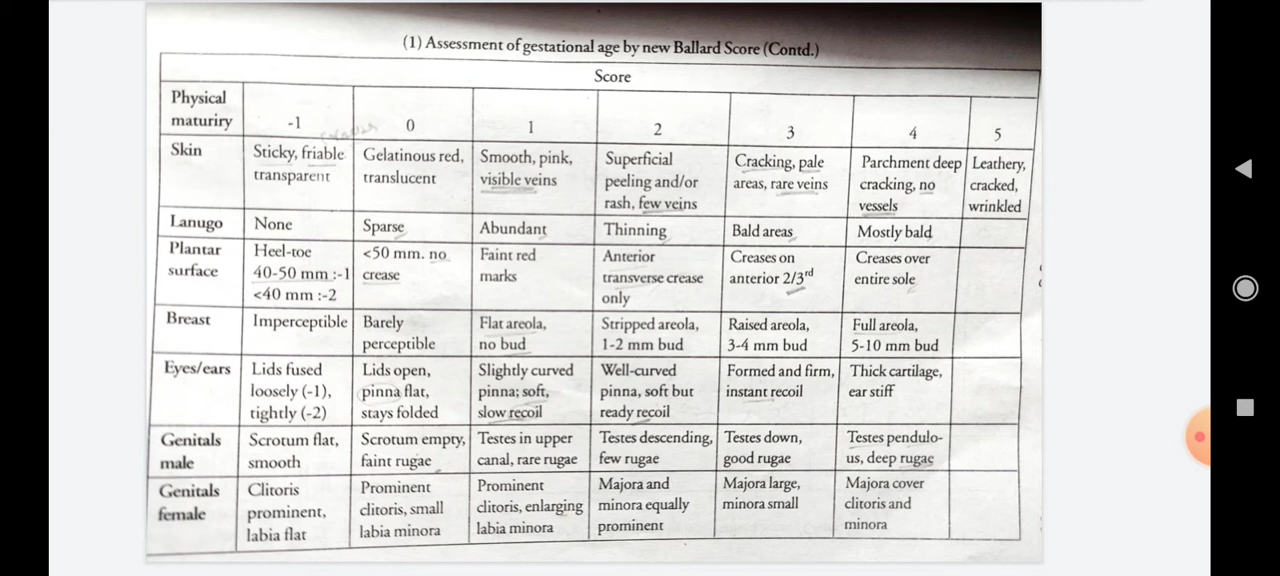 (1) Assessment of gestational age by new Ballard Score (Contd.)
Score
Physical maturiry -1 0 1 2 3 4 5
Skin
Sticky, friable
transparent
Gelatinous red,
translucent
Smooth, pink,
visible veins
Superficial
peeling and/or
rash, few veins
Cracking, pale
areas, rare veins
Parchment deep
cracking, no
vessels
Leathery,
cracked,
wrinkled
Lanugo
None
Sparse
Abundant
Thinning
Bald areas
Mostly bald
Plantar
surface
Heel-toe
40-50 mm :-1
<40 mm :-2
<50 mm. no
crease
Faint red
marks
Anterior
transverse crease
only
Creases on
anterior 2/3rd
Creases over
entire sole
Breast
Imperceptible
Barely
perceptible
Flat areola,
no bud
Stripped areola,
1-2 mm bud
Raised areola,
3-4 mm bud
Full areola,
5-10 mm bud
Eyes/ears
Lids fused
loosely (-1),
tightly (-2)
Lids open,
pinna flat,
stays folded
Slightly curved
pinna; soft,
slow recoil
Well-curved
pinna, soft but
ready recoil
Formed and firm,
instant recoil
Thick cartilage,
ear stiff
Genitals
male
Scrotum flat,
smooth
Scrotum empty,
faint rugae
Testes in upper
canal, rare rugae
Testes descending,
few rugae
Testes down,
good rugae
Testes pendulo-
us, deep rugae
Genitals
female
Clitoris
prominent,
labia flat
Prominent
clitoris, small
labia minora
Prominent
clitoris, enlarging
labia minora
Majora and
minora equally
prominent
Majora large,
minora small
Majora cover
clitoris and
minora